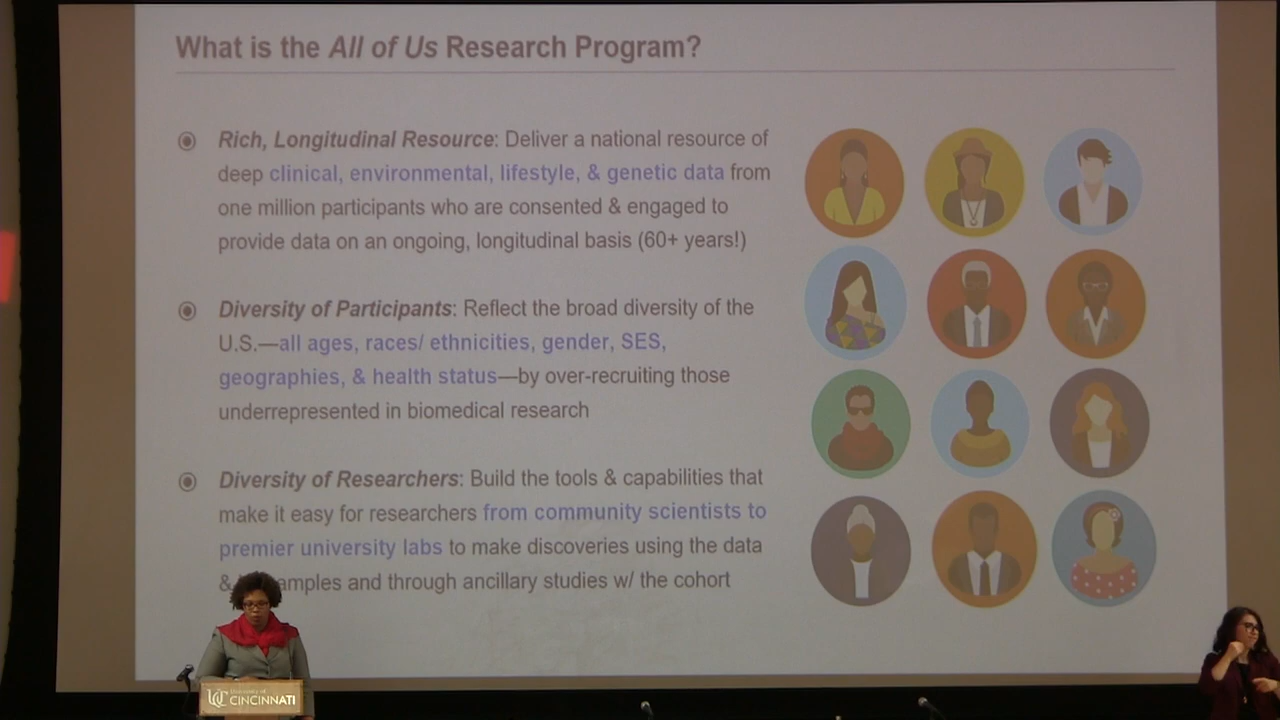 What is the All of Us Research Program?
Rich, Longitudinal Resource: Deliver a national resource of
deep clinical, environmental, lifestyle, & genetic data from
one million participants who are consented & engaged to
provide data on an ongoing, longitudinal basis (60+ years!)
Diversity of Participants: Reflect the broad diversity of the
U.S.—all ages, races/ ethnicities, gender, SES,
geographies, & health status—by over-recruiting those
underrepresented in biomedical research
Diversity of Researchers: Build the tools & capabilities that
make it easy for researchers from community scientists to
premier university labs to make discoveries using the data
& amples and through ancillary studies w/ the cohort
UC University of
CINCINNATI